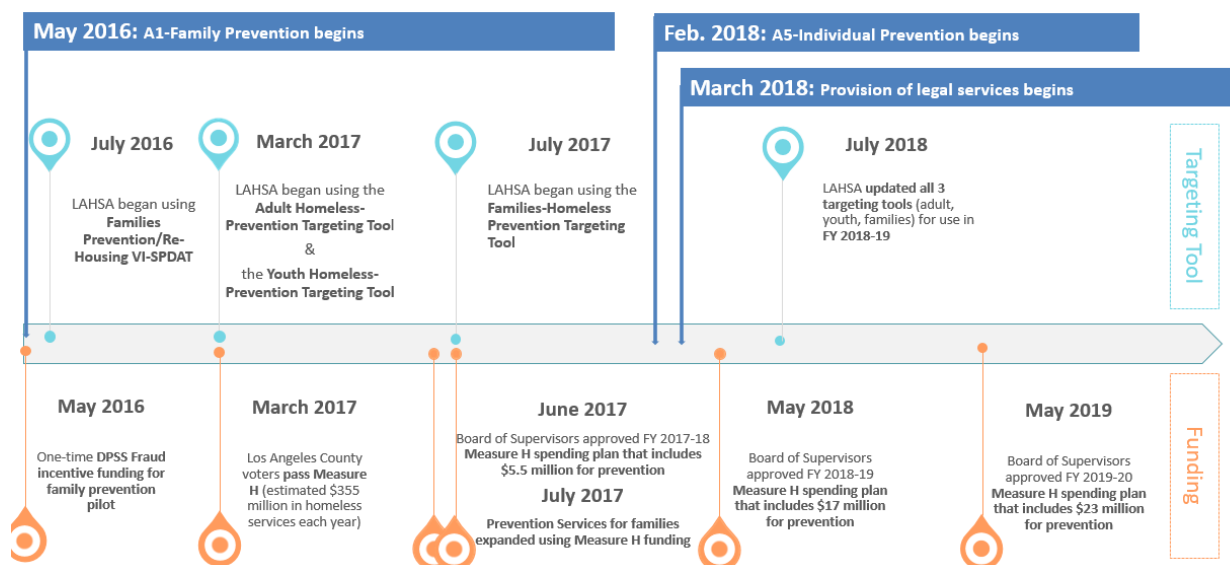 May 2016: A1-Family Prevention begins
Feb. 2018: A5-Individual Prevention begins
March 2018: Provision of legal services begins
July 2016
LAHSA began using
Families
Prevention/Re-
Housing VI-SPDAT
March 2017
LAHSA began using the
Adult Homeless-
Prevention Targeting Tool
&
the Youth Homeless-
Prevention Targeting Tool
July 2017
LAHSA began using the
Families-Homeless
Prevention Targeting
Tool
July 2018
LAHSA updated all 3
targeting tools (adult,
youth, families) for use in
FY 2018-19
Targeting Tool
May 2016
One-time DPSS Fraud
incentive funding for
family prevention
pilot
March 2017
Los Angeles County
voters pass Measure
H (estimated $355
million in homeless
services each year)
June 2017
Board of Supervisors approved FY 2017-18
Measure H spending plan that includes
$5.5 million for prevention
July 2017
Prevention Services for families
expanded using Measure H funding
May 2018
Board of Supervisors
approved FY 2018-19
Measure H spending plan
that includes $17 million
for prevention
May 2019
Board of Supervisors
approved FY 2019-20
Measure H spending plan
that includes $23 million
for prevention
Funding